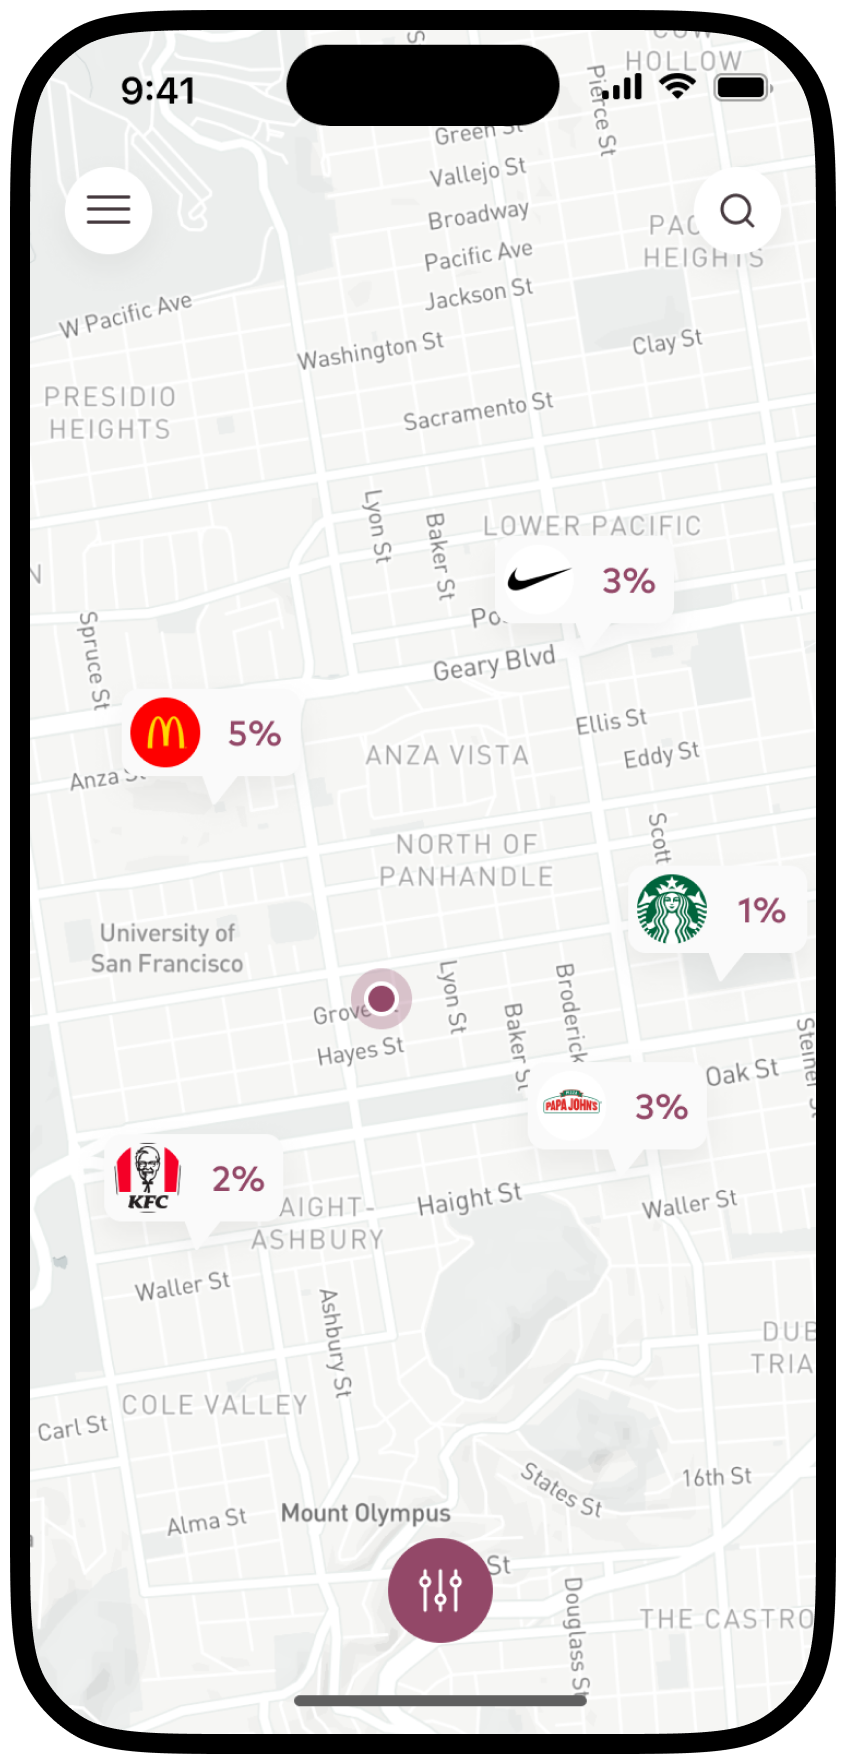 9:41
HOLLOW
Pierce St
Green St
Vallejo St
Broadway
Pacific Ave
Jackson St
HEIGHTS
W Pacific Ave
Washington St
Clay St
PRESIDIO
HEIGHTS
Sacramento St
Lyon St
Baker St
LOWER PACIFIC
3%
Geary Blvd
Spruce St
5%
Ellis St
Eddy St
Anza St
ANZA VISTA
Scott
NORTH OF
PANHANDLE
1%
University of
San Francisco
Lyon St
Broderick
Baker St
Grove
Hayes St
Steiner St
Oak St
PAPA JOHN'S
3%
KFC
2%
AIGHT-
ASHBURY
Haight St
Waller St
Waller St
Ashbury St
DUB
TRIA
COLE VALLEY
Carl St
States St
16th St
Mount Olympus
Alma St
St
Douglass St
THE CASTRO